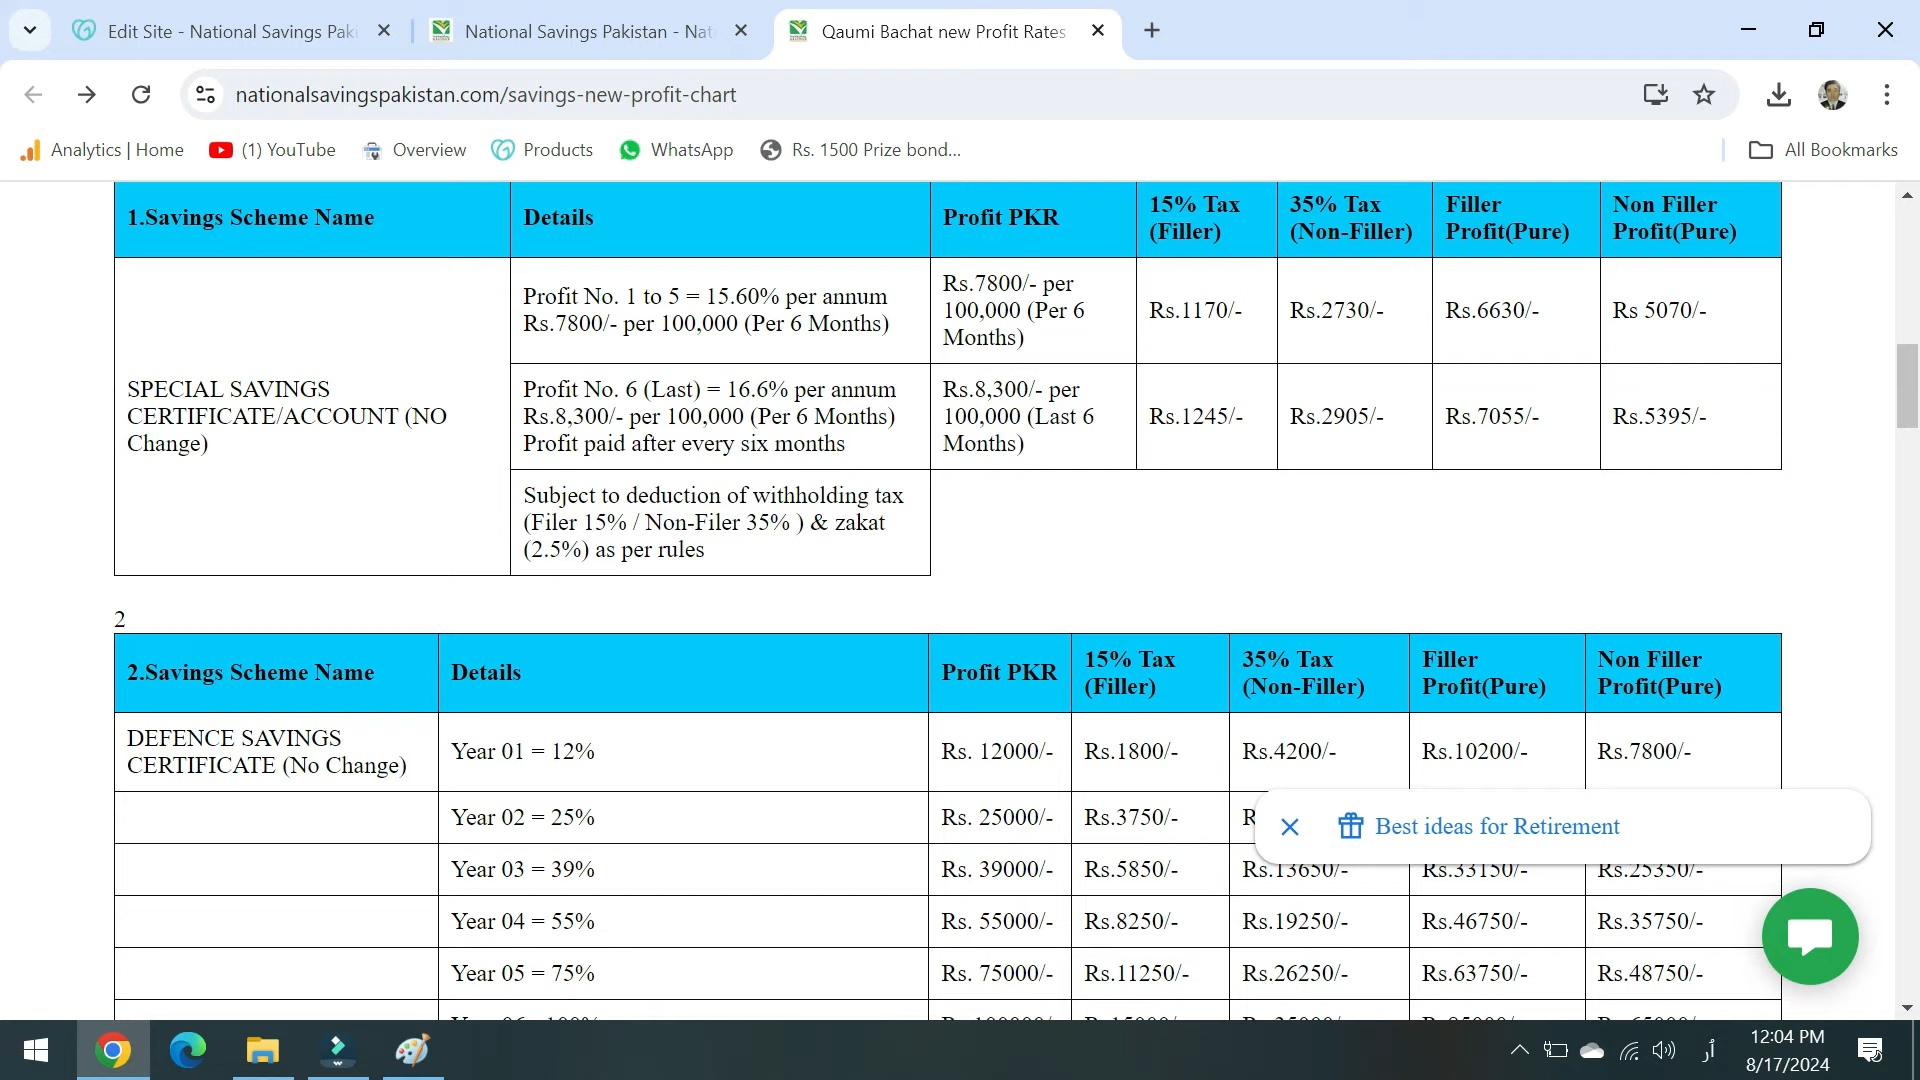 Edit Site - National Savings Paki
National Savings Pakistan - Nat
Qaumi Bachat new Profit Rates
nationalsavingspakistan.com/savings-new-profit-chart
Analytics | Home
(1) YouTube
Overview
Products
WhatsApp
Rs. 1500 Prize bond...
All Bookmarks
1.Savings Scheme Name
Details
Profit PKR
15% Tax
(Filler)
35% Tax
(Non-Filler)
Filler
Profit(Pure)
Non Filler
Profit(Pure)
SPECIAL SAVINGS
CERTIFICATE/ACCOUNT (NO
Change)
Profit No. 1 to 5 = 15.60% per annum
Rs.7800/- per 100,000 (Per 6 Months)
Rs.7800/- per
100,000 (Per 6
Months)
Rs.1170/-
Rs.2730/-
Rs.6630/-
Rs 5070/-
Profit No. 6 (Last) = 16.6% per annum
Rs.8,300/- per 100,000 (Per 6 Months)
Profit paid after every six months
Rs.8,300/- per
100,000 (Last 6
Months)
Rs.1245/-
Rs.2905/-
Rs.7055/-
Rs.5395/-
Subject to deduction of withholding tax
(Filer 15% / Non-Filer 35% ) & zakat
(2.5%) as per rules
2
2.Savings Scheme Name
Details
Profit PKR
15% Tax
(Filler)
35% Tax
(Non-Filler)
Filler
Profit(Pure)
Non Filler
Profit(Pure)
DEFENCE SAVINGS
CERTIFICATE (No Change)
Year 01 = 12%
Rs. 12000/-
Rs.1800/-
Rs.4200/-
Rs.10200/-
Rs.7800/-
Year 02 = 25%
Rs. 25000/-
Rs.3750/-
Best ideas for Retirement
Year 03 = 39%
Rs. 39000/-
Rs.5850/-
Rs.13650/-
Rs.33150/-
Rs.25350/-
Year 04 = 55%
Rs. 55000/-
Rs.8250/-
Rs.19250/-
Rs.46750/-
Rs.35750/-
Year 05 = 75%
Rs. 75000/-
Rs.11250/-
Rs.26250/-
Rs.63750/-
Rs.48750/-
12:04 PM
8/17/2024